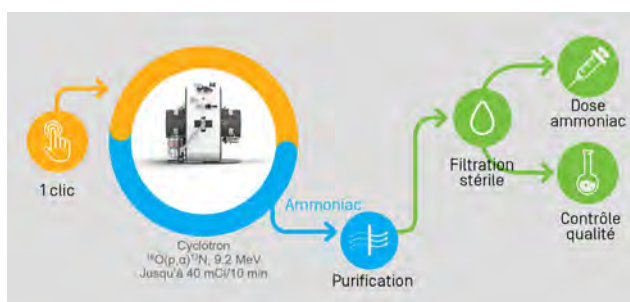 1 clic
Cyclotron
¹⁶O(p,α)¹³N, 9.2 MeV
Jusqu'à 40 mCi/10 min
Ammoniac
Purification
Filtration
stérile
Dose
ammoniac
Contrôle
qualité